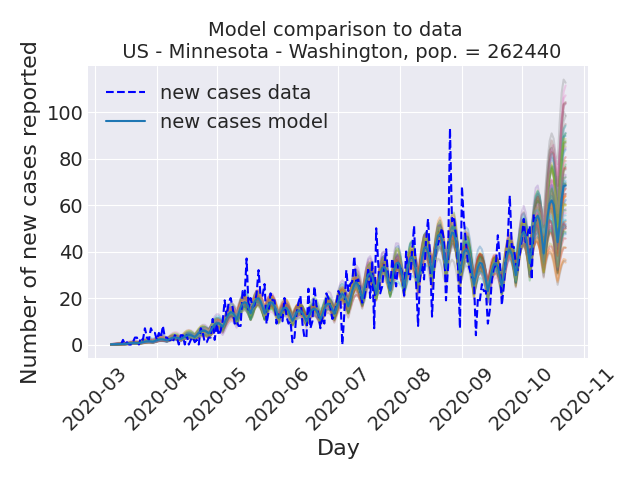 Model comparison to data
US - Minnesota - Washington, pop. = 262440
Number of new cases reported
new cases data
new cases model
100
80
60
40
20
0
2020-03
2020-04
2020-05
2020-06
2020-07
2020-08
2020-09
2020-10
2020-11
Day